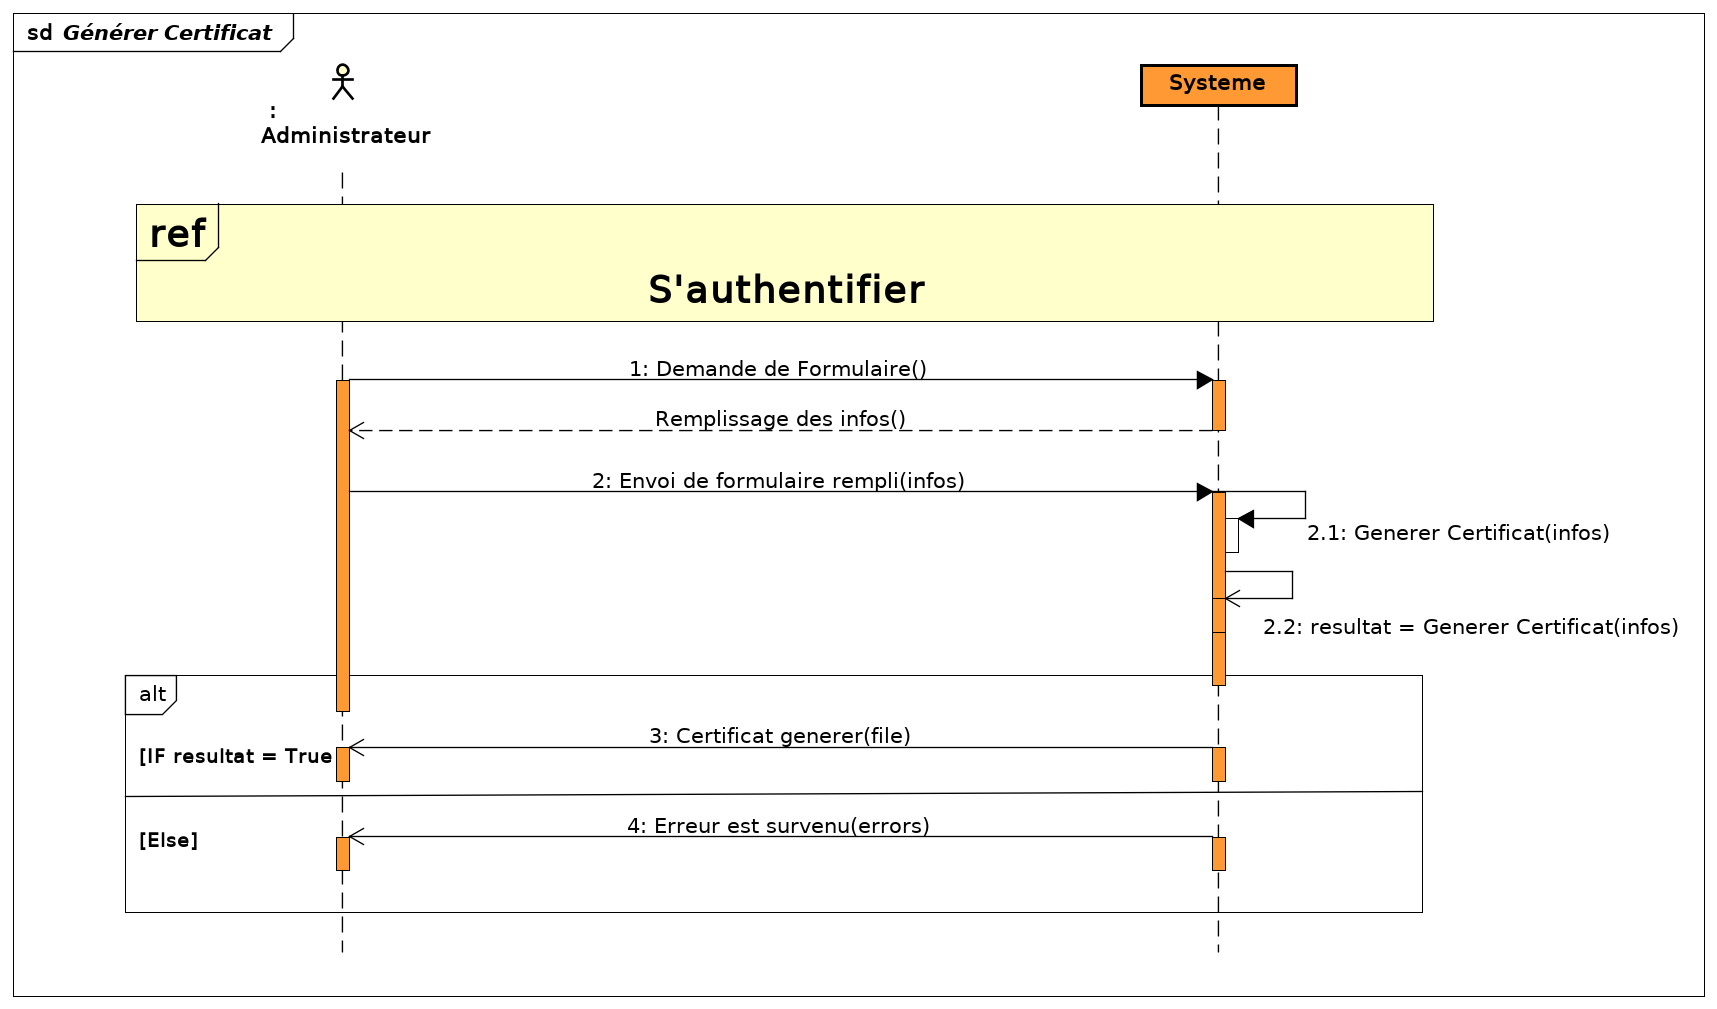 sd Générer Certificat
:
Administrateur
Systeme
ref
S'authentifier
1: Demande de Formulaire()
Remplissage des infos()
2: Envoi de formulaire rempli(infos)
2.1: Generer Certificat(infos)
2.2: resultat = Generer Certificat(infos)
alt
3: Certificat generer(file)
[IF resultat = True
4: Erreur est survenu(errors)
[Else]